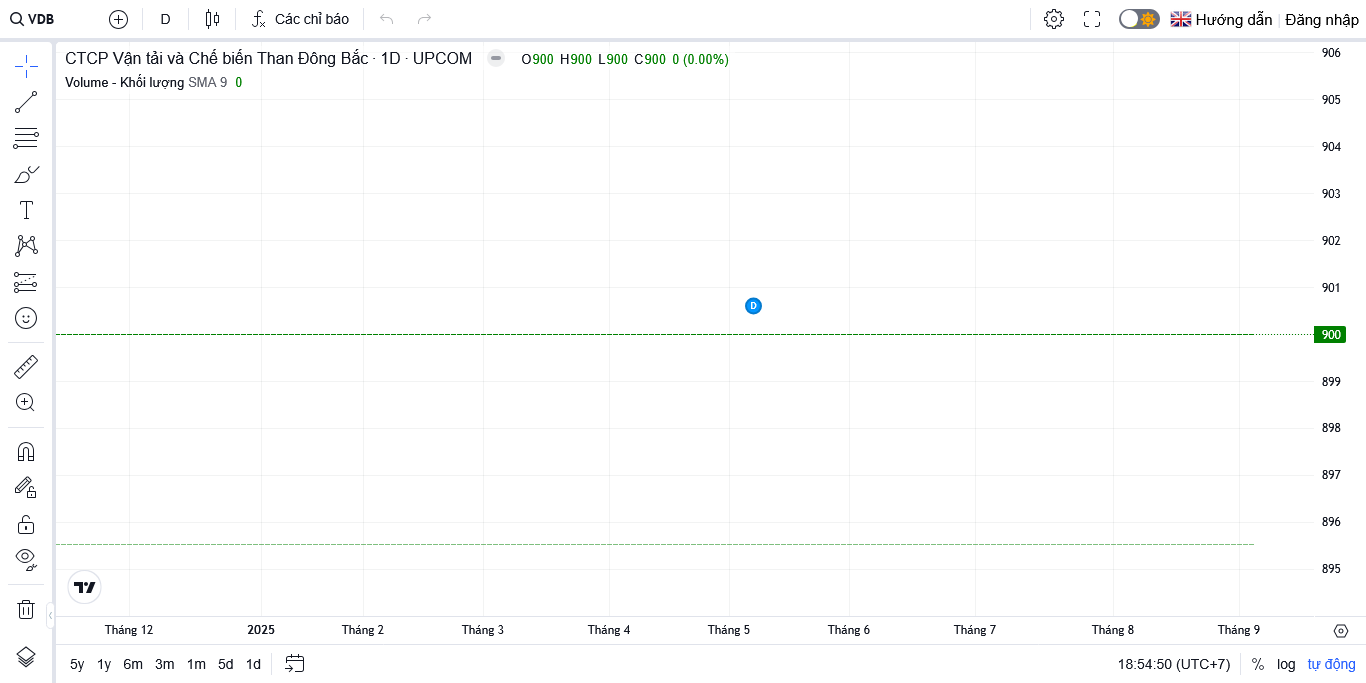 VDB D Các chỉ báo Hướng dẫn Đăng nhập
CTCP Vận tải và Chế biến Than Đông Bắc · 1D · UPCOM O900 H900 L900 C900 0 (0.00%)
Volume - Khối lượng SMA 9 0
906
905
904
903
902
901
D
900
899
898
897
896
895
Tháng 12 2025 Tháng 2 Tháng 3 Tháng 4 Tháng 5 Tháng 6 Tháng 7 Tháng 8 Tháng 9
5y 1y 6m 3m 1m 5d 1d 18:54:50 (UTC+7) % log tự động